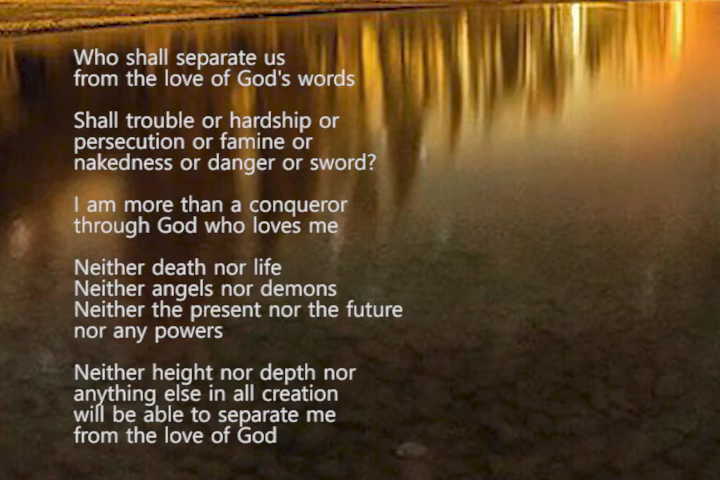 Who shall separate us
from the love of God's words
Shall trouble or hardship or
persecution or famine or
nakedness or danger or sword?
I am more than a conqueror
through God who loves me
Neither death nor life
Neither angels nor demons
Neither the present nor the future
nor any powers
Neither height nor depth nor
anything else in all creation
will be able to separate me
from the love of God